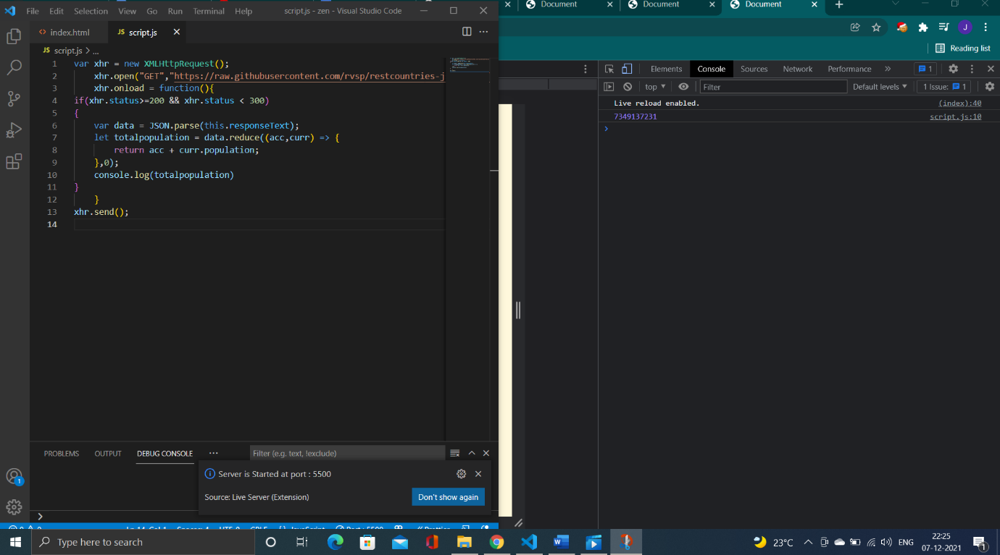 File Edit Selection View Go Run Terminal Help script.js - zen - Visual Studio Code
Document Document Document
index.html JS script.js
JS script.js > ...
Reading list
1 var xhr = new XMLHttpRequest();
2 xhr.open("GET","https://raw.githubusercontent.com/rvsp/restcountries-j
3 xhr.onload = function(){
4 if(xhr.status>=200 && xhr.status < 300)
5 {
6 var data = JSON.parse(this.responseText);
7 let totalpopulation = data.reduce((acc,curr) => {
8 return acc + curr.population;
9 },0);
10 console.log(totalpopulation)
11 }
12 }
13 xhr.send();
14
Elements Console Sources Network Performance » 1
top Filter Default levels 1 Issue: 1
Live reload enabled. (index):40
7349137231 script.js:10
PROBLEMS OUTPUT DEBUG CONSOLE ... Filter (e.g. text, !exclude)
Server is Started at port : 5500
Source: Live Server (Extension) Don't show again
1
J
Type here to search
23°C ENG 22:25
07-12-2021
1